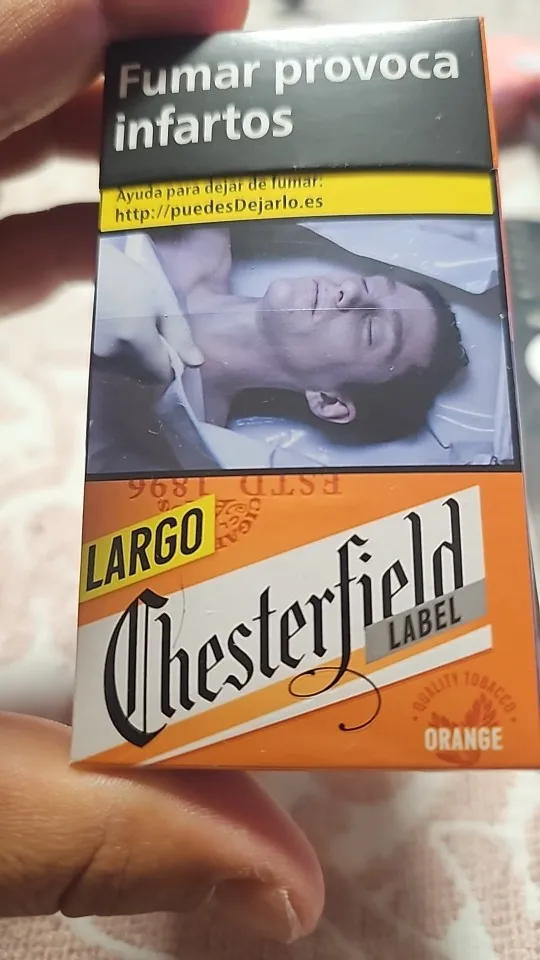 Fumar provoca
infartos
Ayuda para dejar de fumar:
http://puedesDejarlo.es
ESTD 1896
LARGO
Chesterfield
LABEL
QUALITY TOBACCO
ORANGE